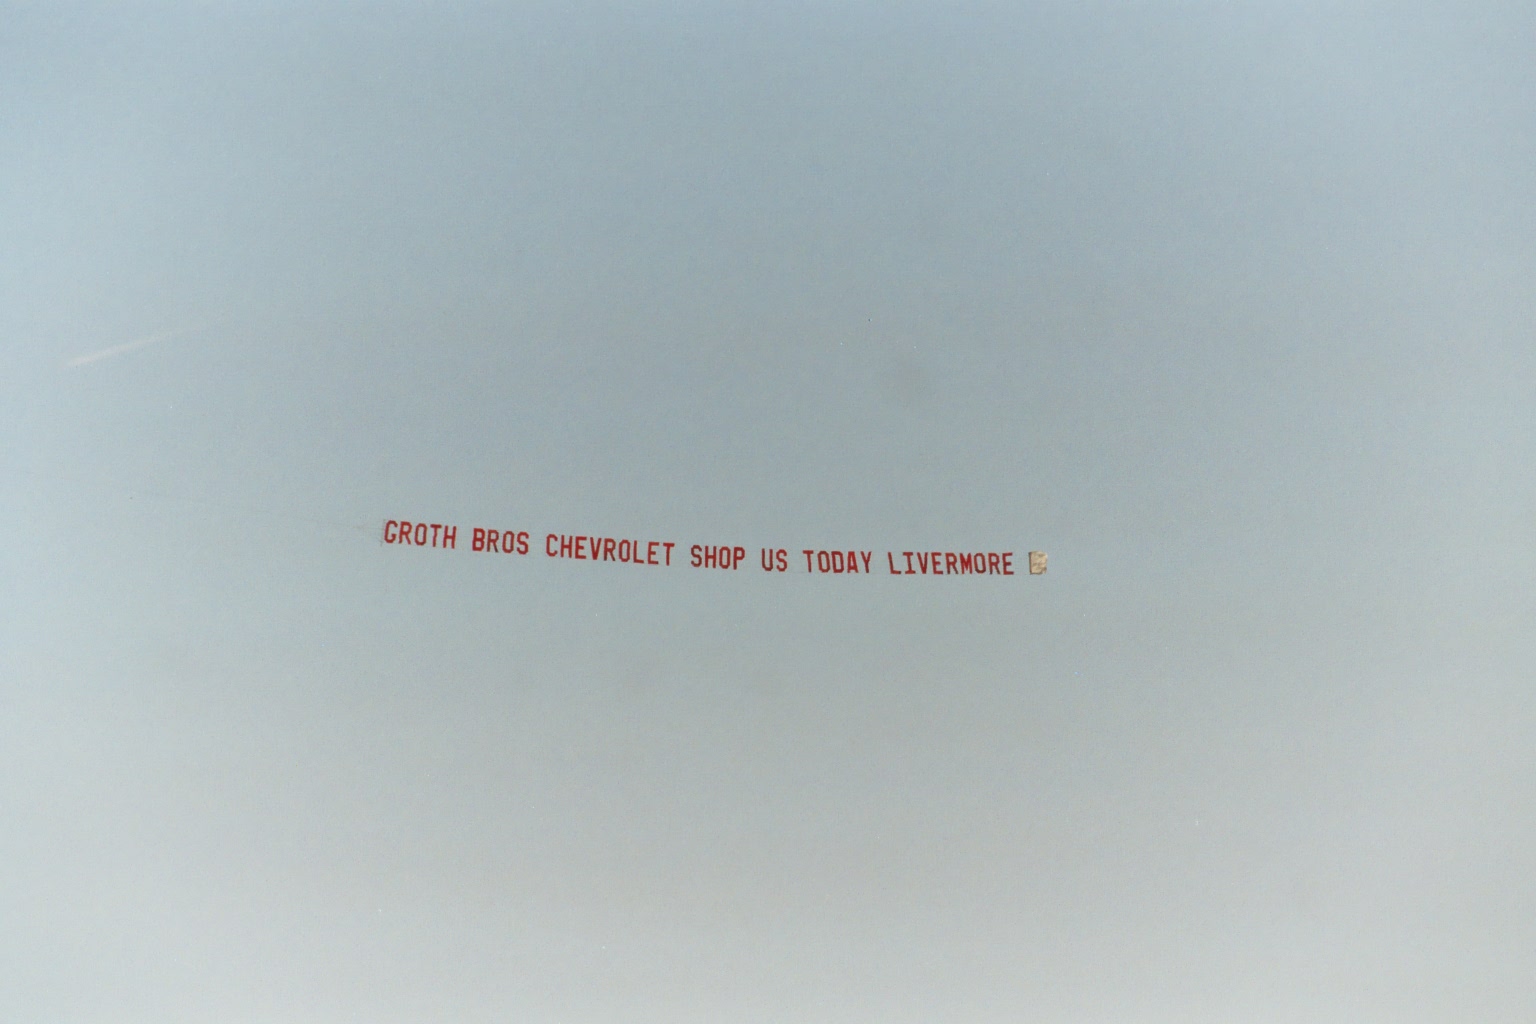 GROTH BROS CHEVROLET SHOP US TODAY LIVERMORE